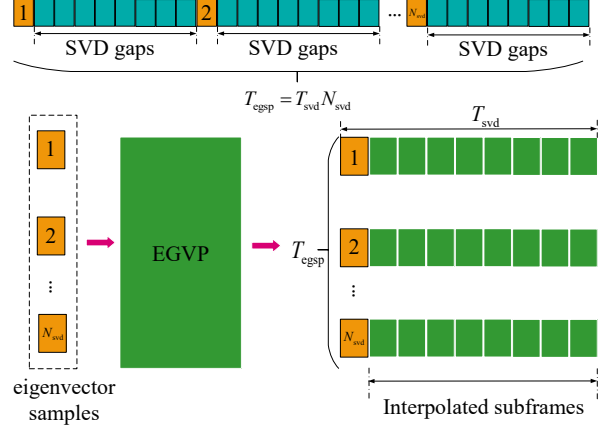 1 2 ... N_svd
SVD gaps SVD gaps SVD gaps
T_egsp = T_svd N_svd
T_svd
1 1
2 EGVP T_egsp 2
... ...
N_svd N_svd
eigenvector
samples
Interpolated subframes